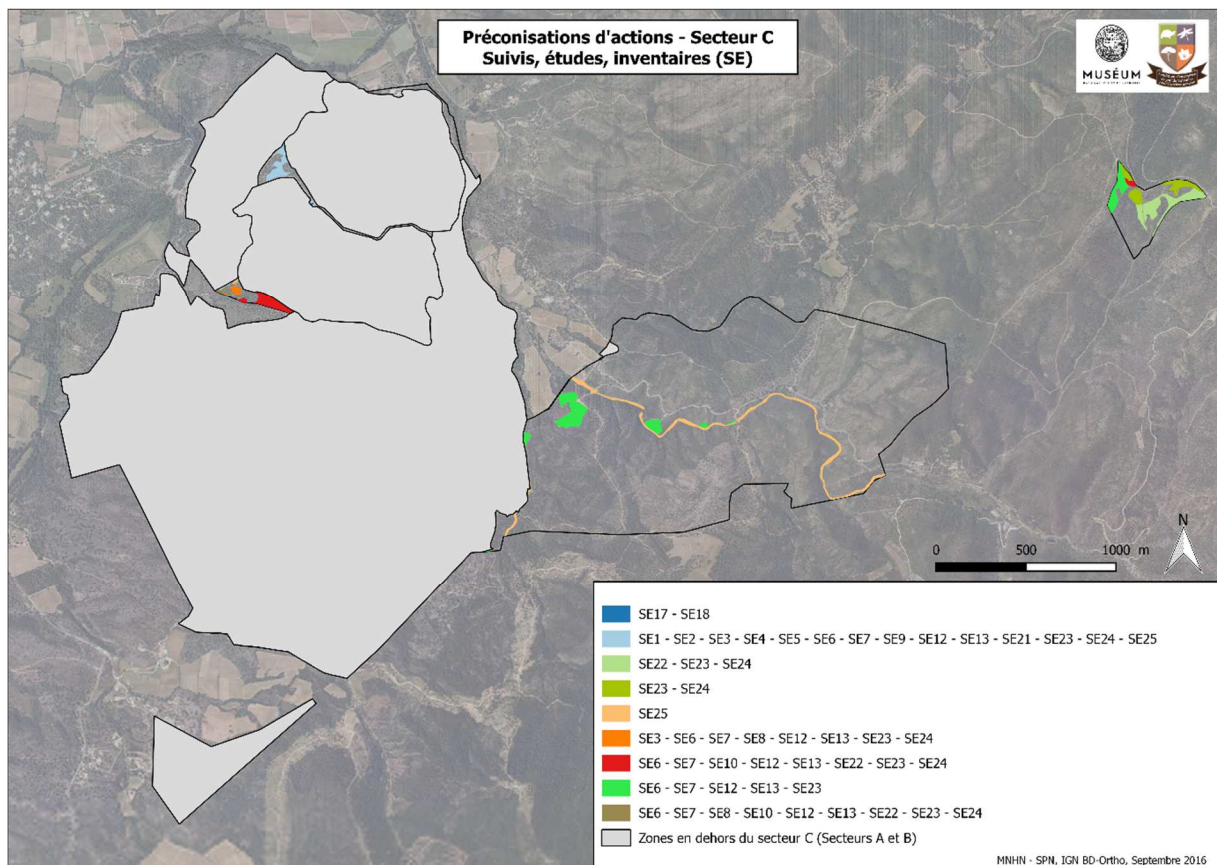 Préconisations d'actions - Secteur C
Suivis, études, inventaires (SE)
MUSÉUM
N
0 500 1000 m
SE17 - SE18
SE1 - SE2 - SE3 - SE4 - SE5 - SE6 - SE7 - SE9 - SE12 - SE13 - SE21 - SE23 - SE24 - SE25
SE22 - SE23 - SE24
SE23 - SE24
SE25
SE3 - SE6 - SE7 - SE8 - SE12 - SE13 - SE23 - SE24
SE6 - SE7 - SE10 - SE12 - SE13 - SE22 - SE23 - SE24
SE6 - SE7 - SE12 - SE13 - SE23
SE6 - SE7 - SE8 - SE10 - SE12 - SE13 - SE22 - SE23 - SE24
Zones en dehors du secteur C (Secteurs A et B)
MNHN - SPN, IGN BD-Ortho, Septembre 2016